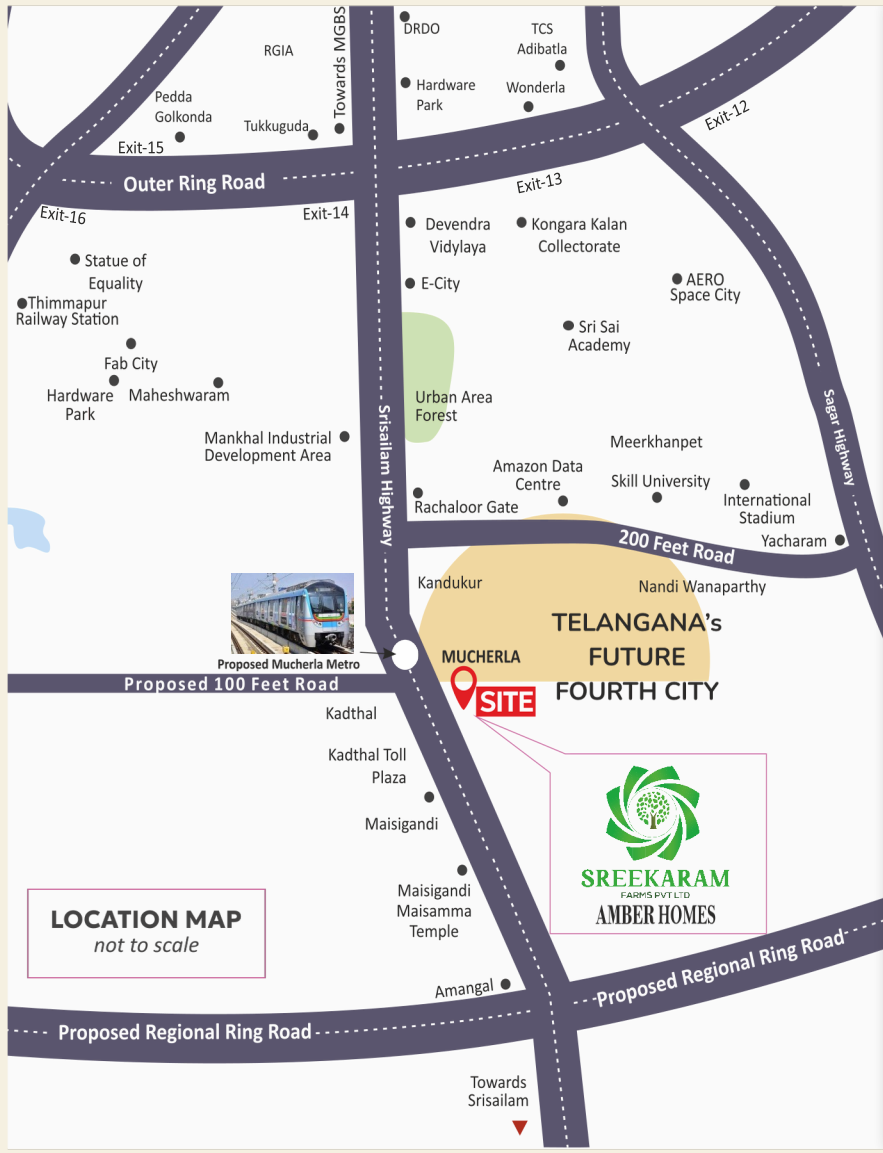 Towards MGBS
DRDO
TCS
Adibatla
RGIA
Hardware
Park
Wonderla
Pedda
Golkonda
Tukkuguda
Exit-12
Exit-15
Outer Ring Road
Exit-13
Exit-16
Exit-14
Devendra
Vidylaya
Kongara Kalan
Collectorate
Statue of
Equality
E-City
AERO
Space City
Thimmapur
Railway Station
Sri Sai
Academy
Fab City
Hardware
Park
Maheshwaram
Urban Area
Forest
Srisailam Highway
Sagar Highway
Mankhal Industrial
Development Area
Meerkhanpet
Amazon Data
Centre
Skill University
Rachaloor Gate
International
Stadium
Yacharam
200 Feet Road
Kandukur
Nandi Wanaparthy
TELANGANA's
FUTURE
FOURTH CITY
MUCHERLA
SITE
Proposed Mucherla Metro
Proposed 100 Feet Road
Kadthal
Kadthal Toll
Plaza
Maisigandi
SREEKARAM
FARMS PVT LTD
AMBER HOMES
Maisigandi
Maisamma
Temple
LOCATION MAP
not to scale
Amangal
Proposed Regional Ring Road
Proposed Regional Ring Road
Towards
Srisailam